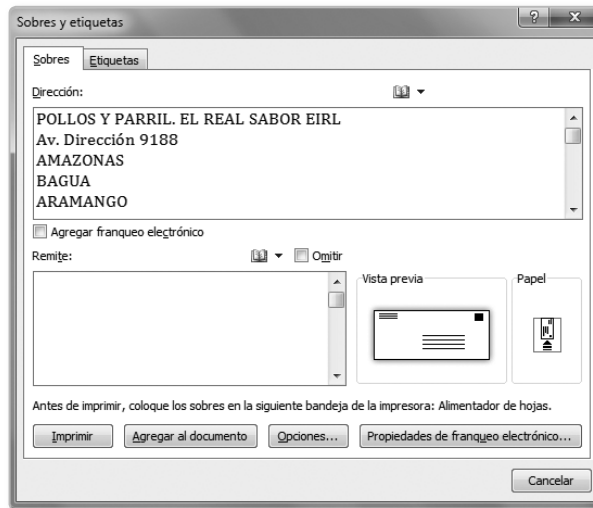 Sobres y etiquetas
Sobres Etiquetas
Dirección:
POLLOS Y PARRIL. EL REAL SABOR EIRL
Av. Dirección 9188
AMAZONAS
BAGUA
ARAMANGO
Agregar franqueo electrónico
Remite: Omitir
Vista previa Papel
Antes de imprimir, coloque los sobres en la siguiente bandeja de la impresora: Alimentador de hojas.
Imprimir Agregar al documento Opciones... Propiedades de franqueo electrónico...
Cancelar